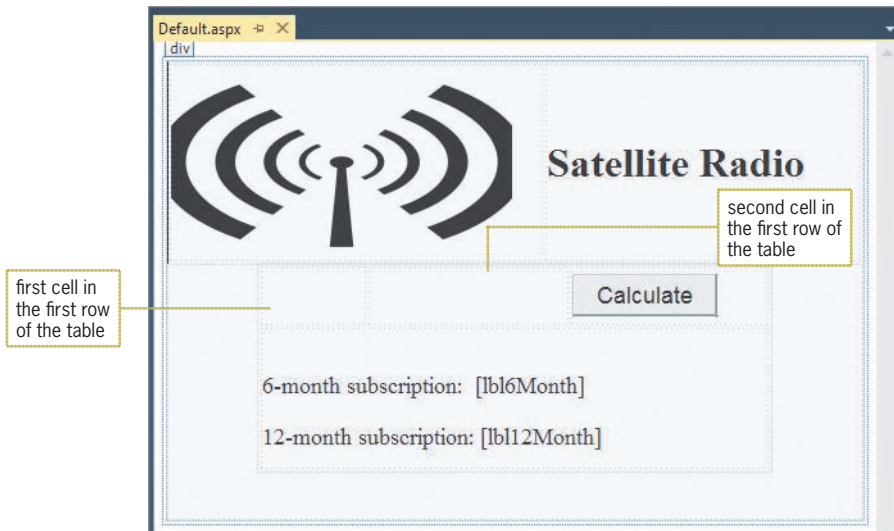 Default.aspx
div
Satellite Radio
second cell in
the first row of
the table
first cell in
the first row
of the table
Calculate
6-month subscription: [lbl6Month]
12-month subscription: [lbl12Month]